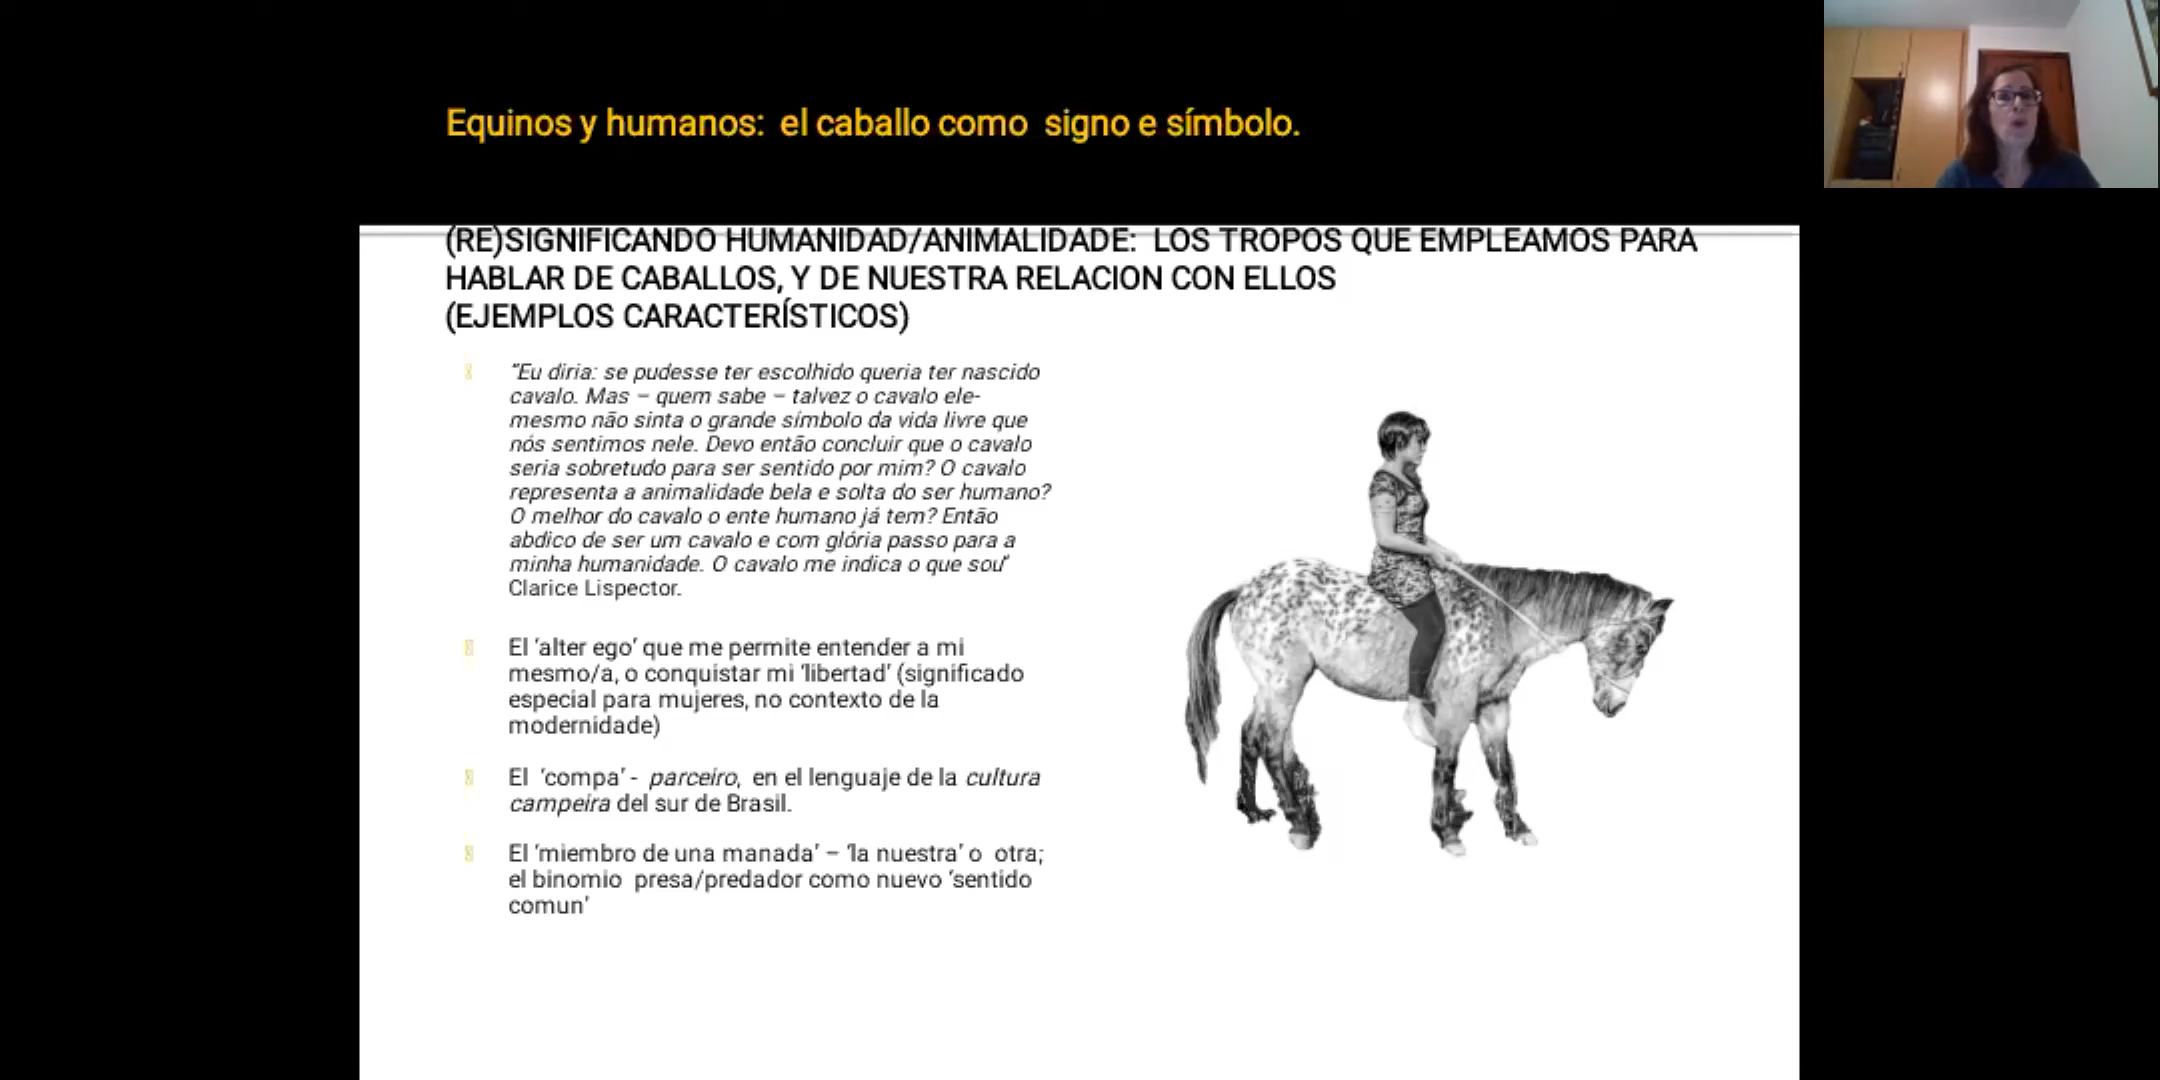 Equinos y humanos: el caballo como signo e símbolo.
(RE)SIGNIFICANDO HUMANIDAD/ANIMALIDADE: LOS TROPOS QUE EMPLEAMOS PARA
HABLAR DE CABALLOS, Y DE NUESTRA RELACION CON ELLOS
(EJEMPLOS CARACTERÍSTICOS)
"Eu diria: se pudesse ter escolhido queria ter nascido
cavalo. Mas – quem sabe – talvez o cavalo ele-
mesmo não sinta o grande símbolo da vida livre que
nós sentimos nele. Devo então concluir que o cavalo
seria sobretudo para ser sentido por mim? O cavalo
representa a animalidade bela e solta do ser humano?
O melhor do cavalo o ente humano já tem? Então
abdico de ser um cavalo e com glória passo para a
minha humanidade. O cavalo me indica o que sou"
Clarice Lispector.
El 'alter ego' que me permite entender a mi
mesmo/a, o conquistar mi 'libertad' (significado
especial para mujeres, no contexto de la
modernidade)
El 'compa' - parceiro, en el lenguaje de la cultura
campeira del sur de Brasil.
El 'miembro de una manada' – 'la nuestra' o otra;
el binomio presa/predador como nuevo 'sentido
comun'